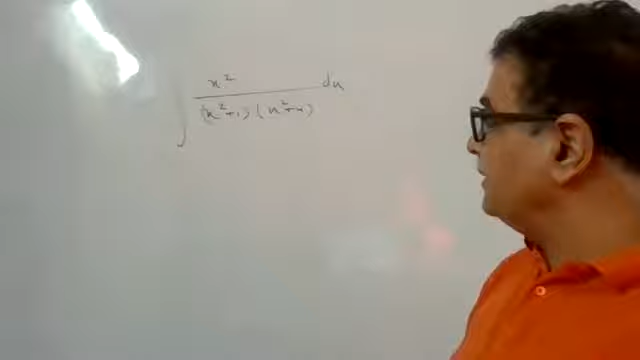 ∫ x² / (x²+1)(x²+4) dx